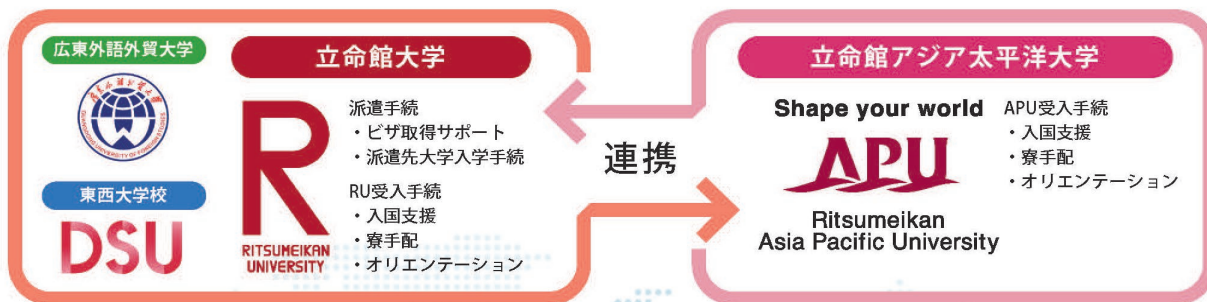 広東外語外貿大学
GUANGDONG UNIVERSITY OF FOREIGN STUDIES
東西大学校
DSU
立命館大学
R
RITSUMEIKAN
UNIVERSITY
派遣手続
・ビザ取得サポート
・派遣先大学入学手続
RU受入手続
・入国支援
・寮手配
・オリエンテーション
連携
立命館アジア太平洋大学
Shape your world
APU
Ritsumeikan
Asia Pacific University
APU受入手続
・入国支援
・寮手配
・オリエンテーション